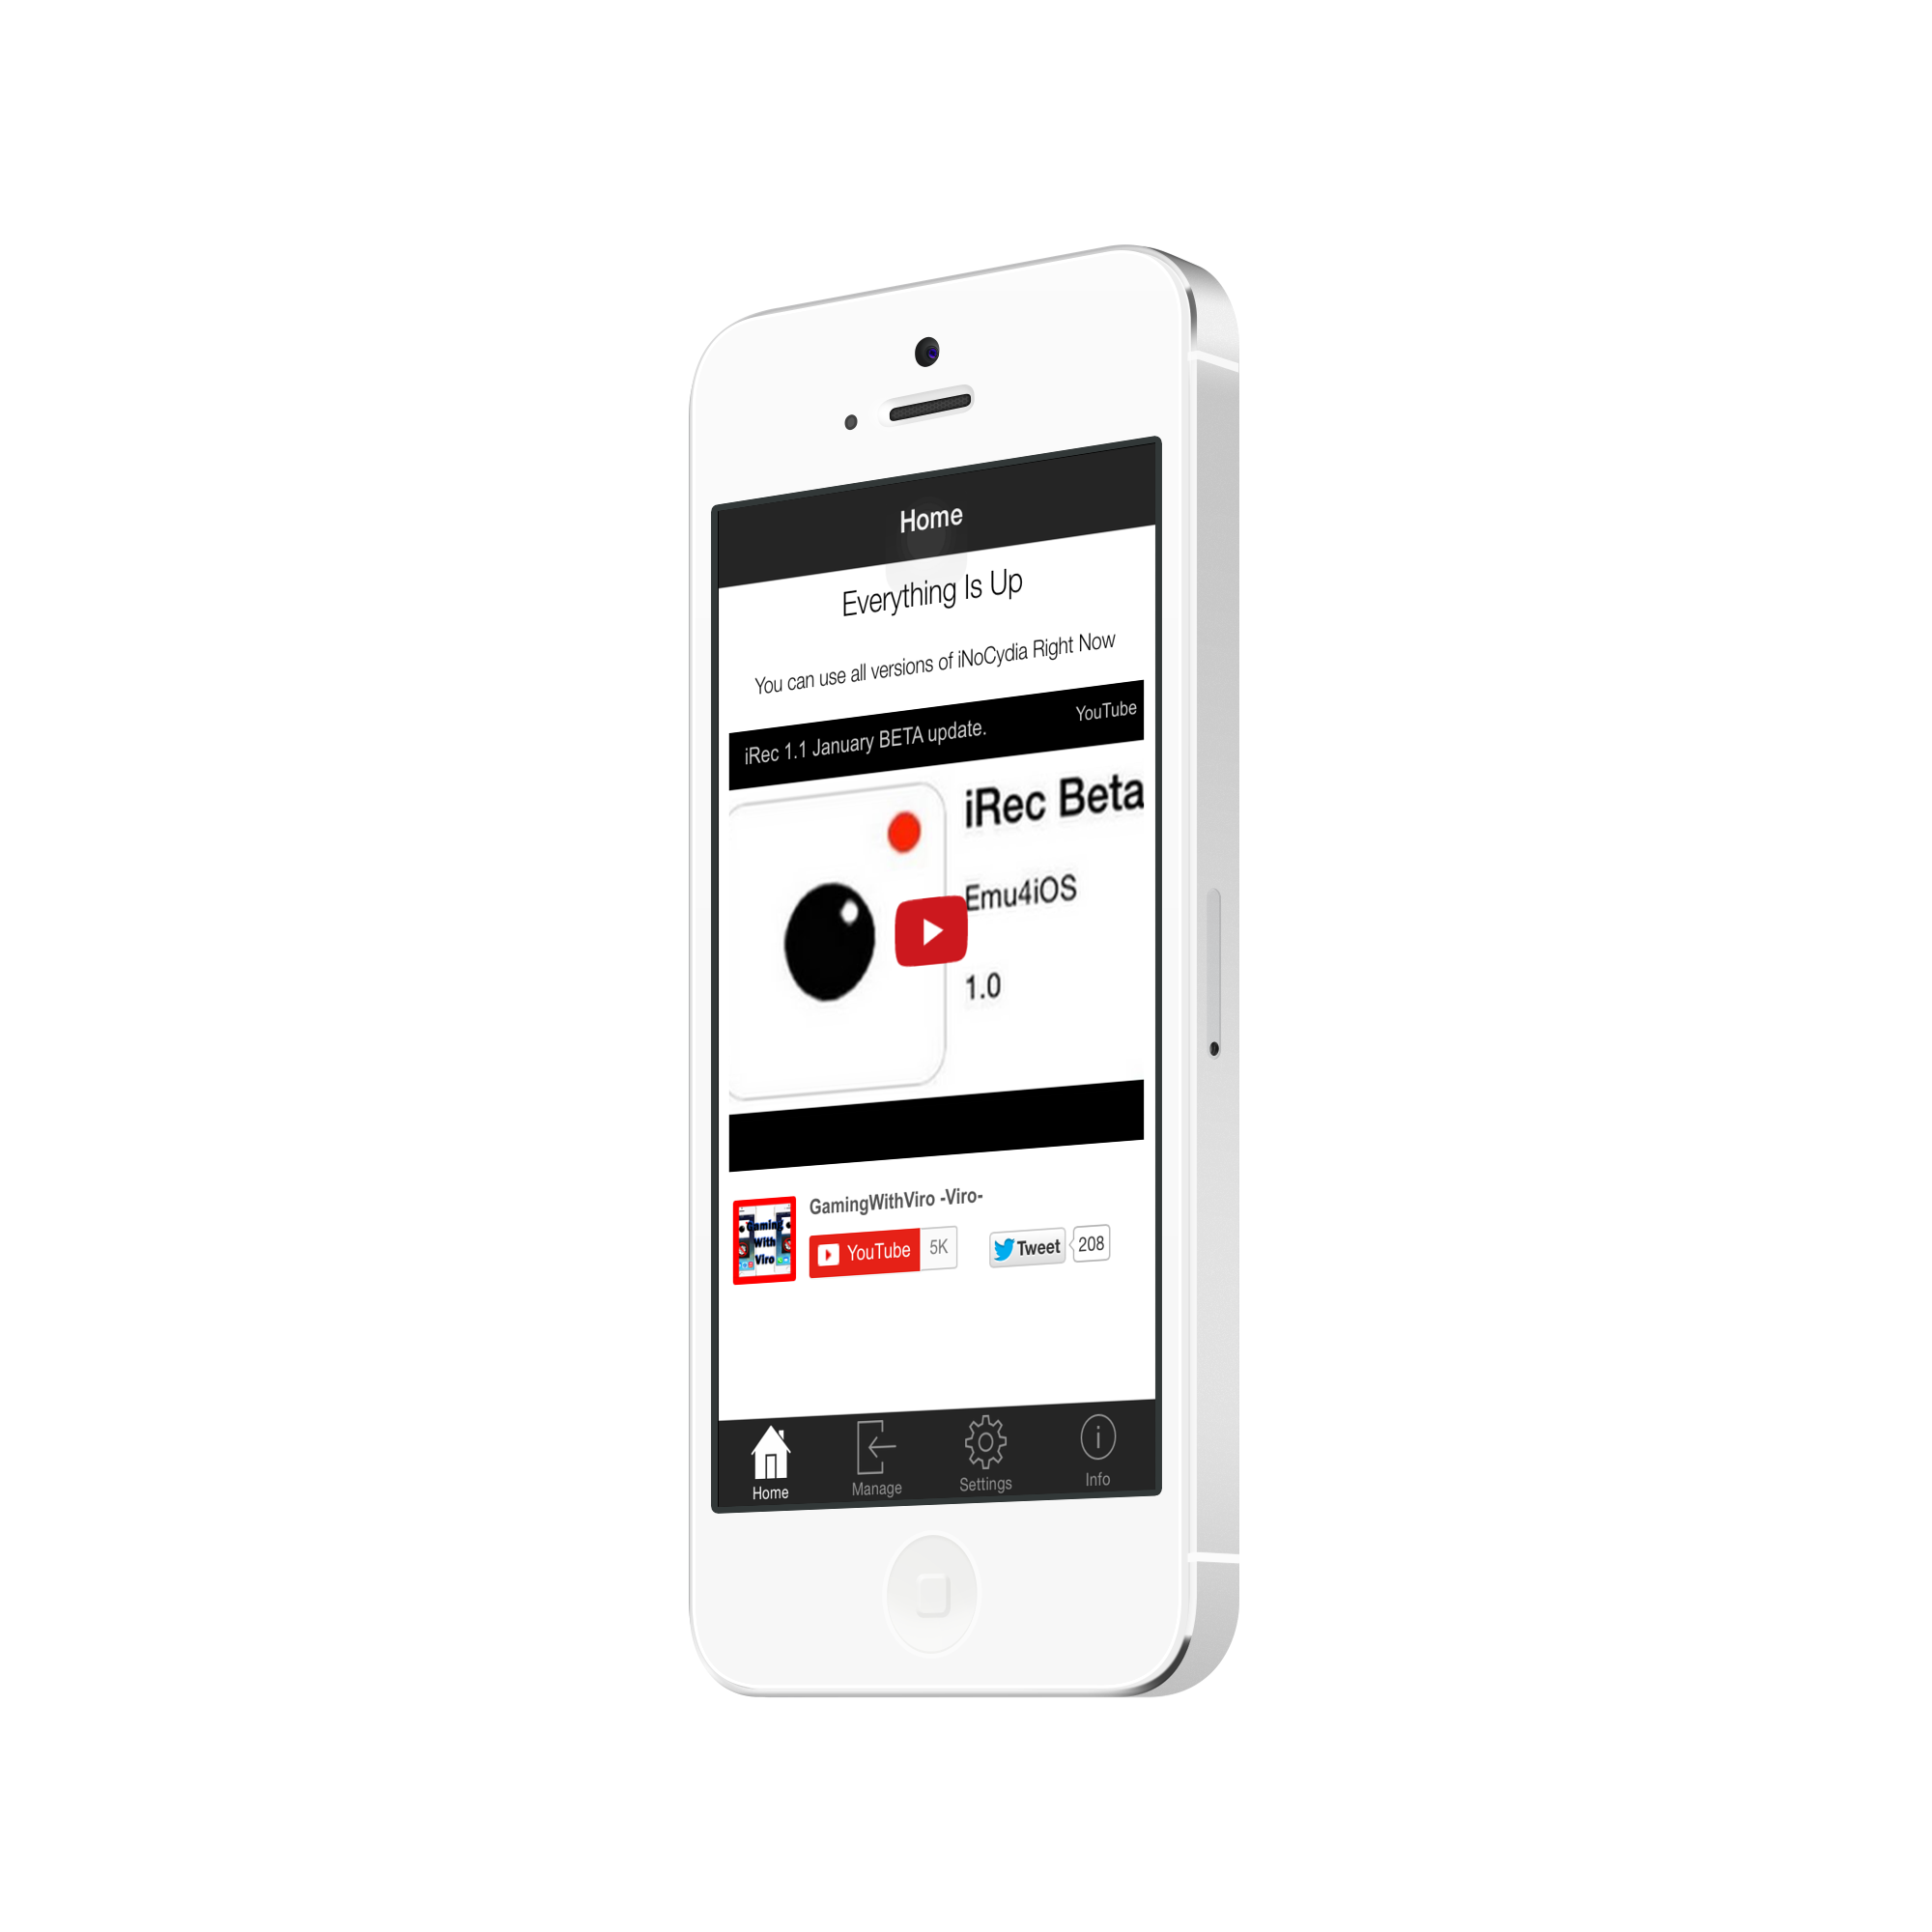 Home
Everything Is Up
You can use all versions of iNoCydia Right Now
iRec 1.1 January BETA update.
YouTube
iRec Beta
Emu4iOS
1.0
GamingWithViro -Viro-
Gaming
With
Viro
YouTube 5K
Tweet 208
Home
Manage
Settings
Info